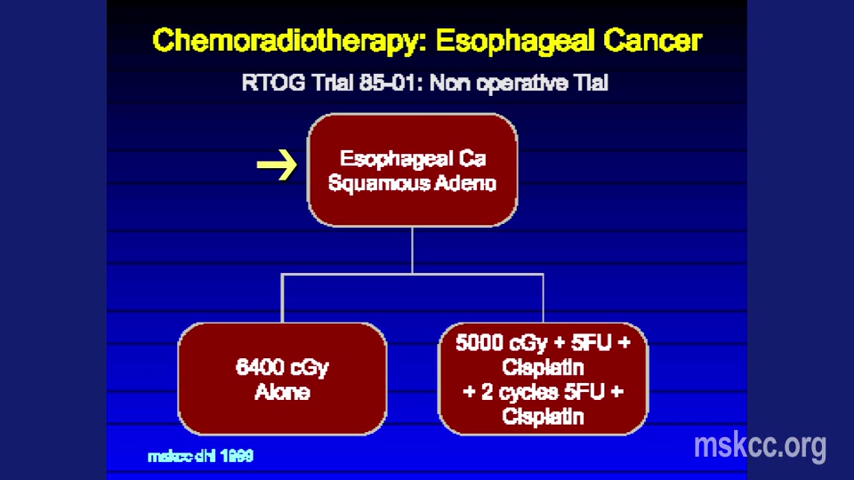 Chemoradiotherapy: Esophageal Cancer
RTOG Trial 85-01: Non operative Tial
Esophageal Ca
Squamous Adeno
6400 cGy
Alone
5000 cGy + 5FU +
Cisplatin
+ 2 cycles 5FU +
Cisplatin
mskcc dhi 1999
mskcc.org